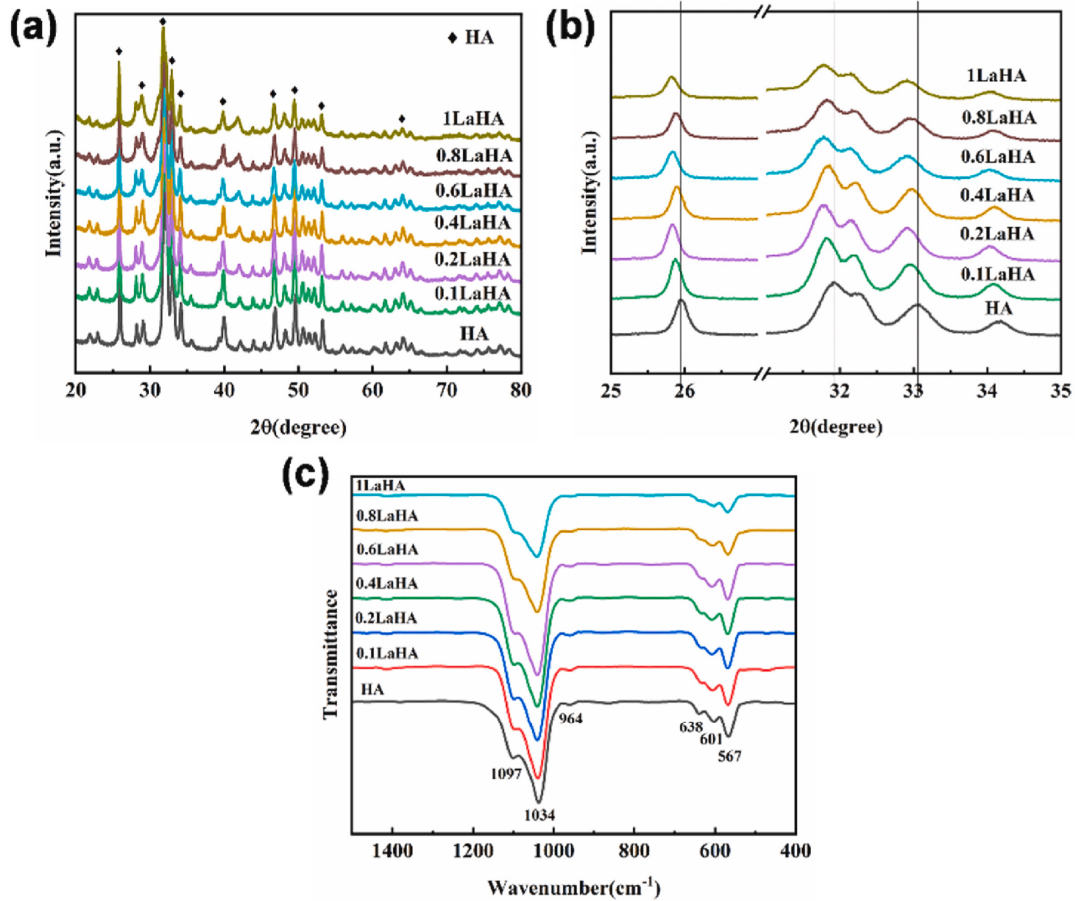 (a)
◆ HA
1LaHA
0.8LaHA
0.6LaHA
0.4LaHA
0.2LaHA
0.1LaHA
HA
Intensity(a.u.)
20 30 40 50 60 70 80
2θ(degree)
(b)
1LaHA
0.8LaHA
0.6LaHA
0.4LaHA
0.2LaHA
0.1LaHA
HA
Intensity(a.u.)
25 26 32 33 34 35
2θ(degree)
(c)
1LaHA
0.8LaHA
0.6LaHA
0.4LaHA
0.2LaHA
0.1LaHA
HA
964
638
601
567
1097
1034
Transmittance
1400 1200 1000 800 600 400
Wavenumber(cm⁻¹)